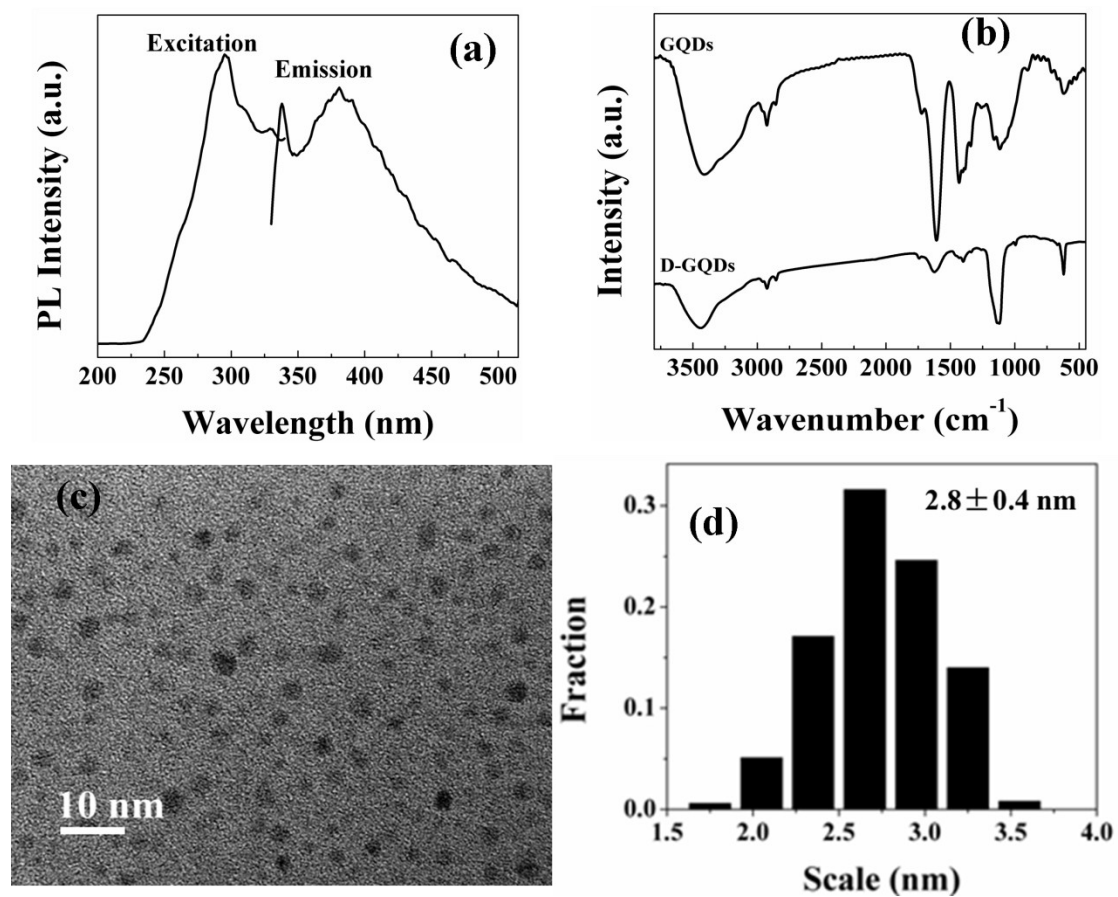 (a)
Excitation
Emission
PL Intensity (a.u.)
200 250 300 350 400 450 500
Wavelength (nm)
(b)
GQDs
D-GQDs
Intensity (a.u.)
3500 3000 2500 2000 1500 1000 500
Wavenumber (cm⁻¹)
(c)
10 nm
(d)
2.8±0.4 nm
0.3
0.2
0.1
0.0
Fraction
1.5 2.0 2.5 3.0 3.5 4.0
Scale (nm)